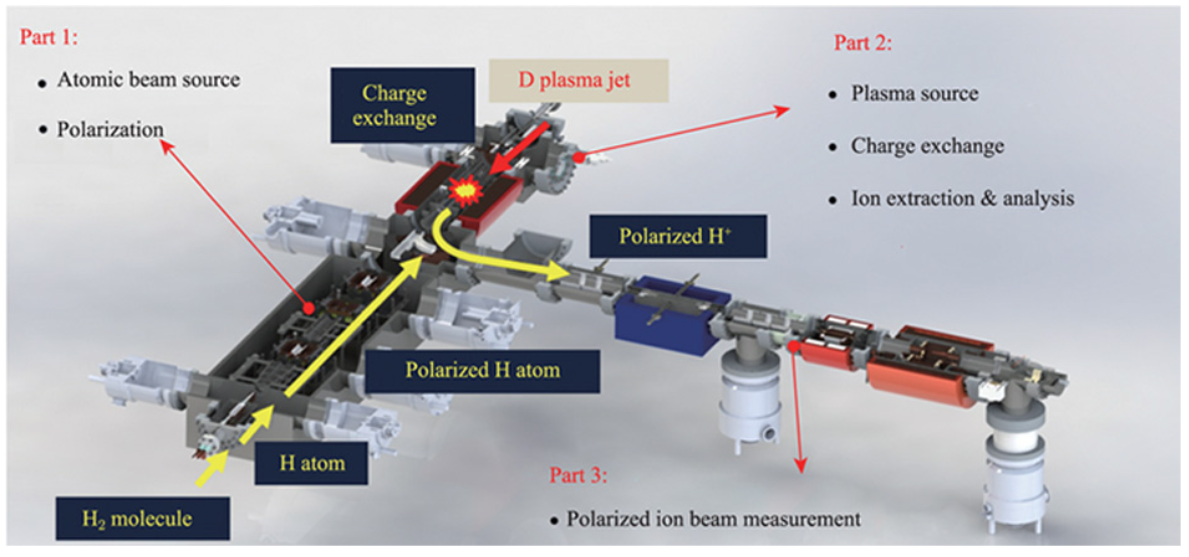 Part 1:
• Atomic beam source
• Polarization
Charge
exchange
D plasma jet
Part 2:
• Plasma source
• Charge exchange
• Ion extraction & analysis
Polarized H⁺
Polarized H atom
H atom
H₂ molecule
Part 3:
• Polarized ion beam measurement